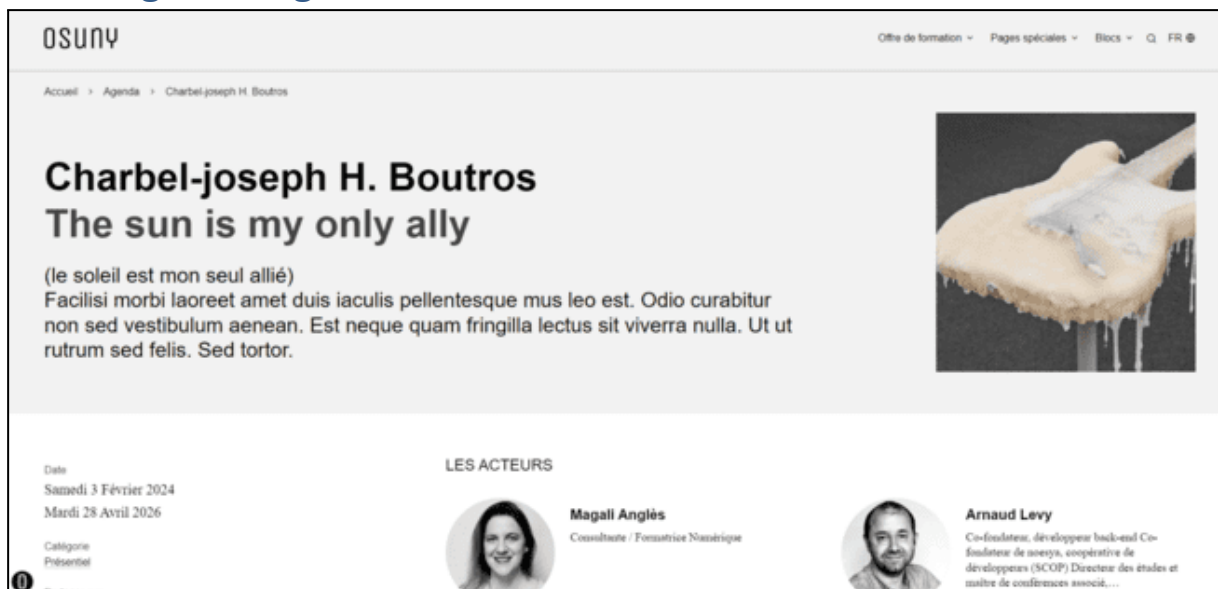 OSUNY
Offre de formation Pages spéciales Blocs FR
Accueil > Agenda > Charbel-joseph H. Boutros
Charbel-joseph H. Boutros
The sun is my only ally
(le soleil est mon seul allié)
Facilisi morbi laoreet amet duis iaculis pellentesque mus leo est. Odio curabitur
non sed vestibulum aenean. Est neque quam fringilla lectus sit viverra nulla. Ut ut
rutrum sed felis. Sed tortor.
Date
Samedi 3 Février 2024
Mardi 28 Avril 2026
Catégorie
Présentiel
LES ACTEURS
Magali Anglès
Consultante / Formatrice Numérique
Arnaud Levy
Co-fondateur, développeur back-end Co-
fondateur de noesya, coopérative de
développeurs (SCOP) Directeur des études et
maître de conférences associé,…